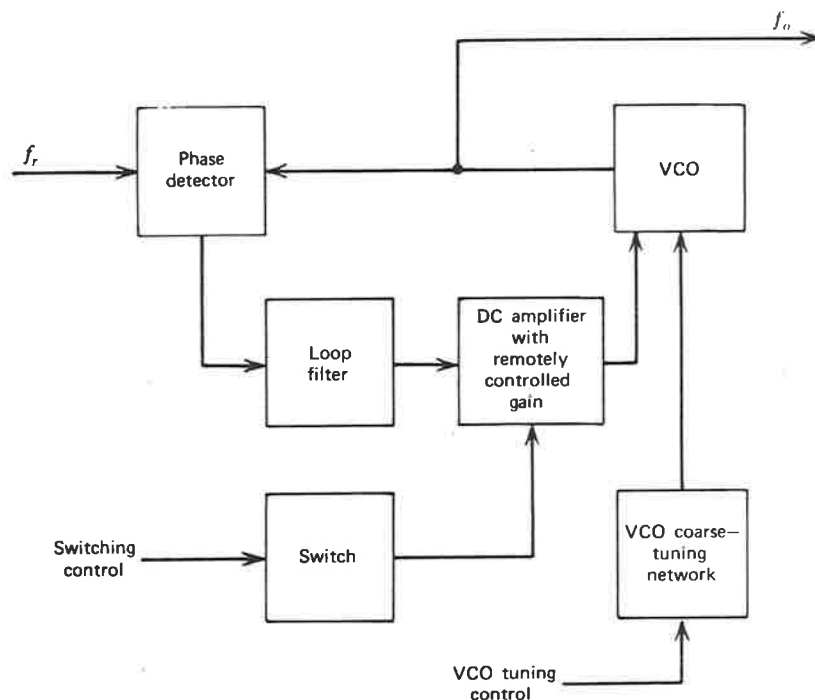 f_o
Phase
detector
f_r
VCO
DC amplifier
with
remotely
controlled
gain
Loop
filter
VCO coarse–
tuning
network
Switching
control
Switch
VCO tuning
control